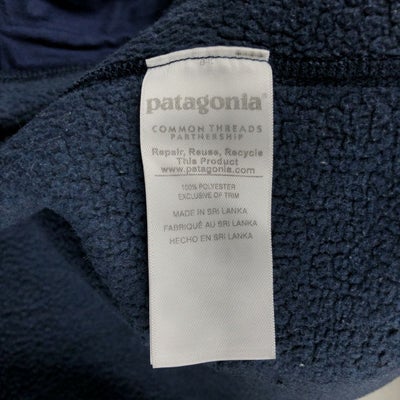 patagonia
COMMON THREADS
PARTNERSHIP
Repair, Reuse, Recycle
This Product
www.patagonia.com
100% POLYESTER
EXCLUSIVE OF TRIM
MADE IN SRI LANKA
FABRIQUÉ AU SRI LANKA
HECHO EN SRI LANKA